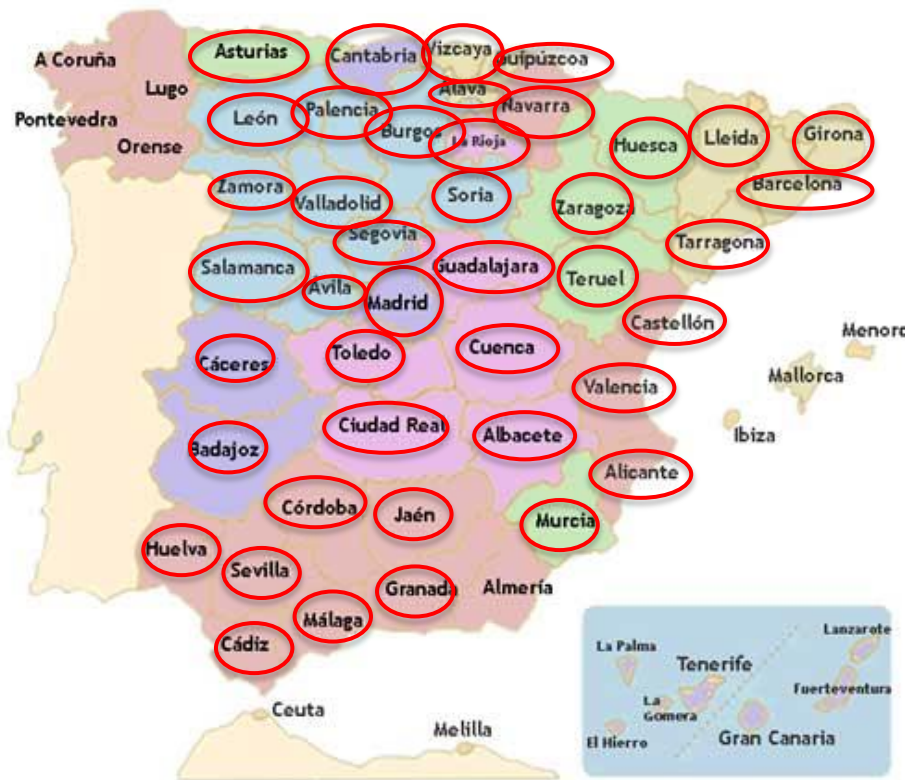 Asturias
Cantabria
Vizcaya
Guipúzcoa
A Coruña
Lugo
Alava
Navarra
Pontevedra
León
Palencia
Burgos
La Rioja
Orense
Huesca
Lleida
Girona
Zamora
Valladolid
Soria
Zaragoza
Barcelona
Segovia
Tarragona
Salamanca
Ávila
Madrid
Guadalajara
Teruel
Castellón
Menorc
Cáceres
Toledo
Cuenca
Valencia
Mallorca
Ibiza
Badajoz
Ciudad Real
Albacete
Alicante
Córdoba
Jaén
Murcia
Huelva
Sevilla
Granada
Almería
Málaga
Cádiz
Ceuta
Melilla
La Palma
Tenerife
Lanzarote
Fuerteventura
La
Gomera
El Hierro
Gran Canaria